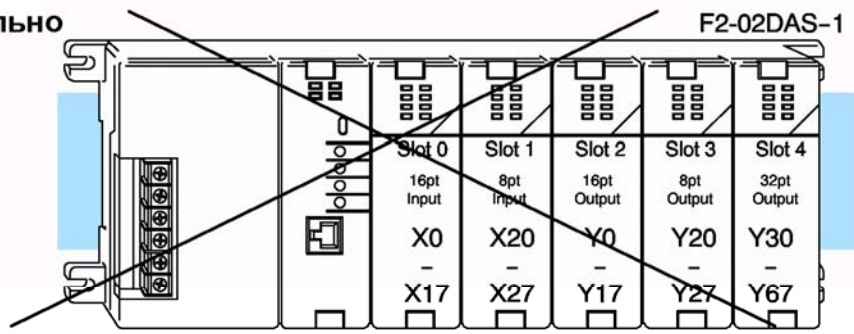 льно
F2-02DAS-1
Slot 0 Slot 1 Slot 2 Slot 3 Slot 4
16pt 8pt 16pt 8pt 32pt
Input Input Output Output Output
X0 X20 Y0 Y20 Y30
– – – – –
X17 X27 Y17 Y27 Y67